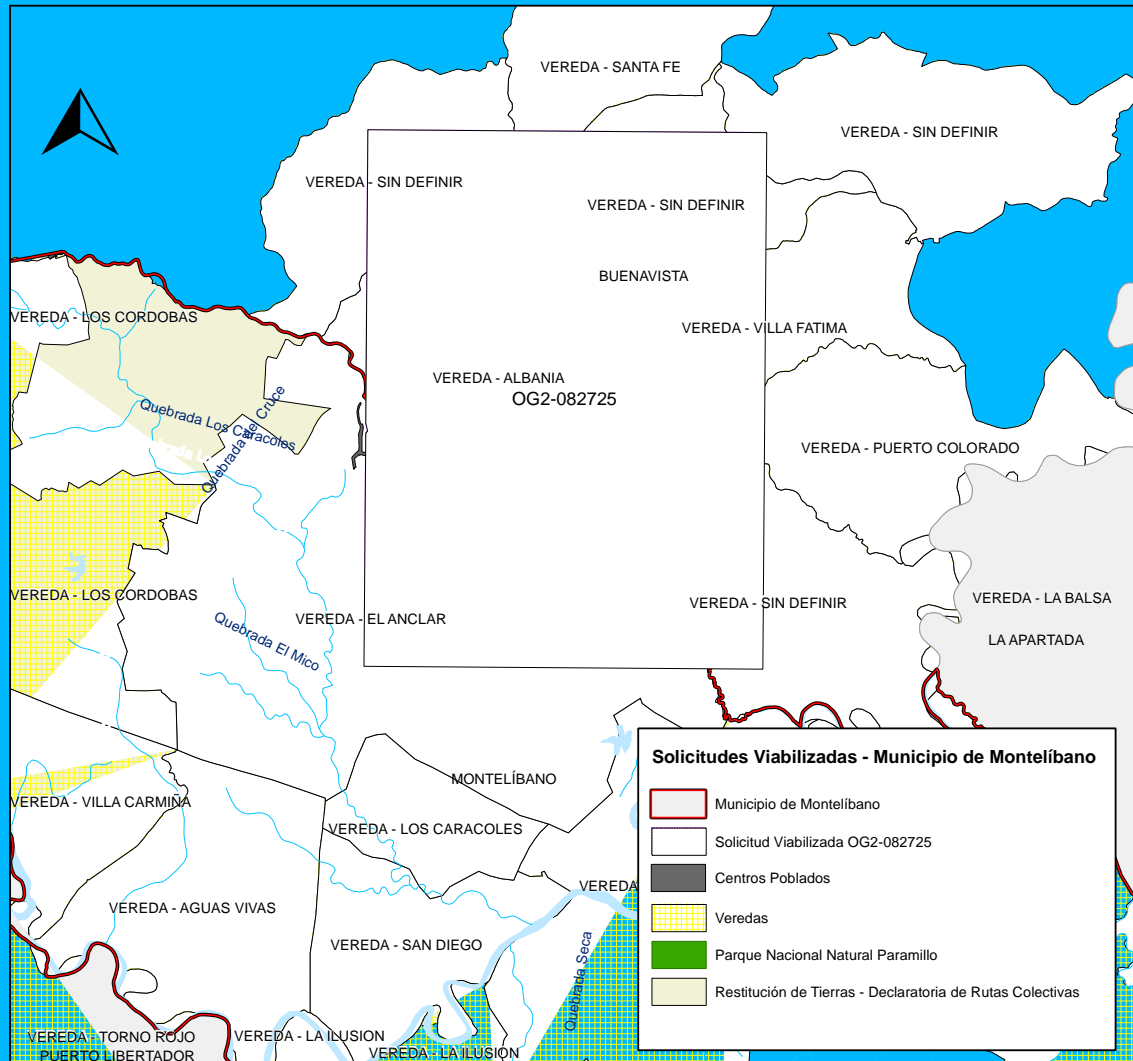 VEREDA - SANTA FE
VEREDA - SIN DEFINIR
VEREDA - SIN DEFINIR
VEREDA - SIN DEFINIR
BUENAVISTA
VEREDA - LOS CORDOBAS
VEREDA - VILLA FATIMA
VEREDA - ALBANIA
OG2-082725
Quebrada Los Caracoles
Quebrada del Cruce
VEREDA - PUERTO COLORADO
VEREDA - LOS CORDOBAS
VEREDA - EL ANCLAR
Quebrada El Mico
VEREDA - SIN DEFINIR
VEREDA - LA BALSA
LA APARTADA
MONTELÍBANO
VEREDA - VILLA CARMIÑA
VEREDA - LOS CARACOLES
VEREDA
VEREDA - AGUAS VIVAS
VEREDA - SAN DIEGO
Quebrada Seca
VEREDA - TORNO ROJO
PUERTO LIBERTADOR
VEREDA - LA ILUSION
VEREDA - LA ILUSION
Solicitudes Viabilizadas - Municipio de Montelíbano
Municipio de Montelíbano
Solicitud Viabilizada OG2-082725
Centros Poblados
Veredas
Parque Nacional Natural Paramillo
Restitución de Tierras - Declaratoria de Rutas Colectivas